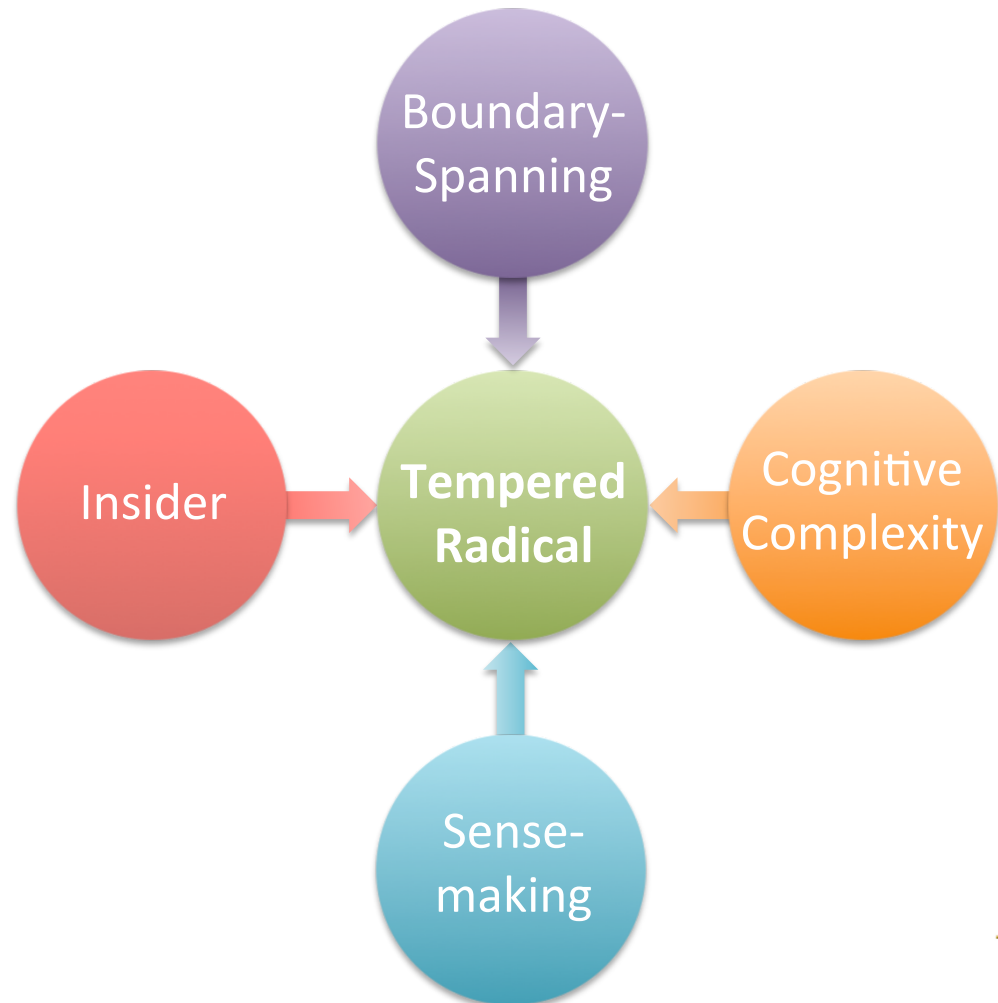 Boundary-
Spanning
Insider
Tempered
Radical
Cognitive
Complexity
Sense-
making